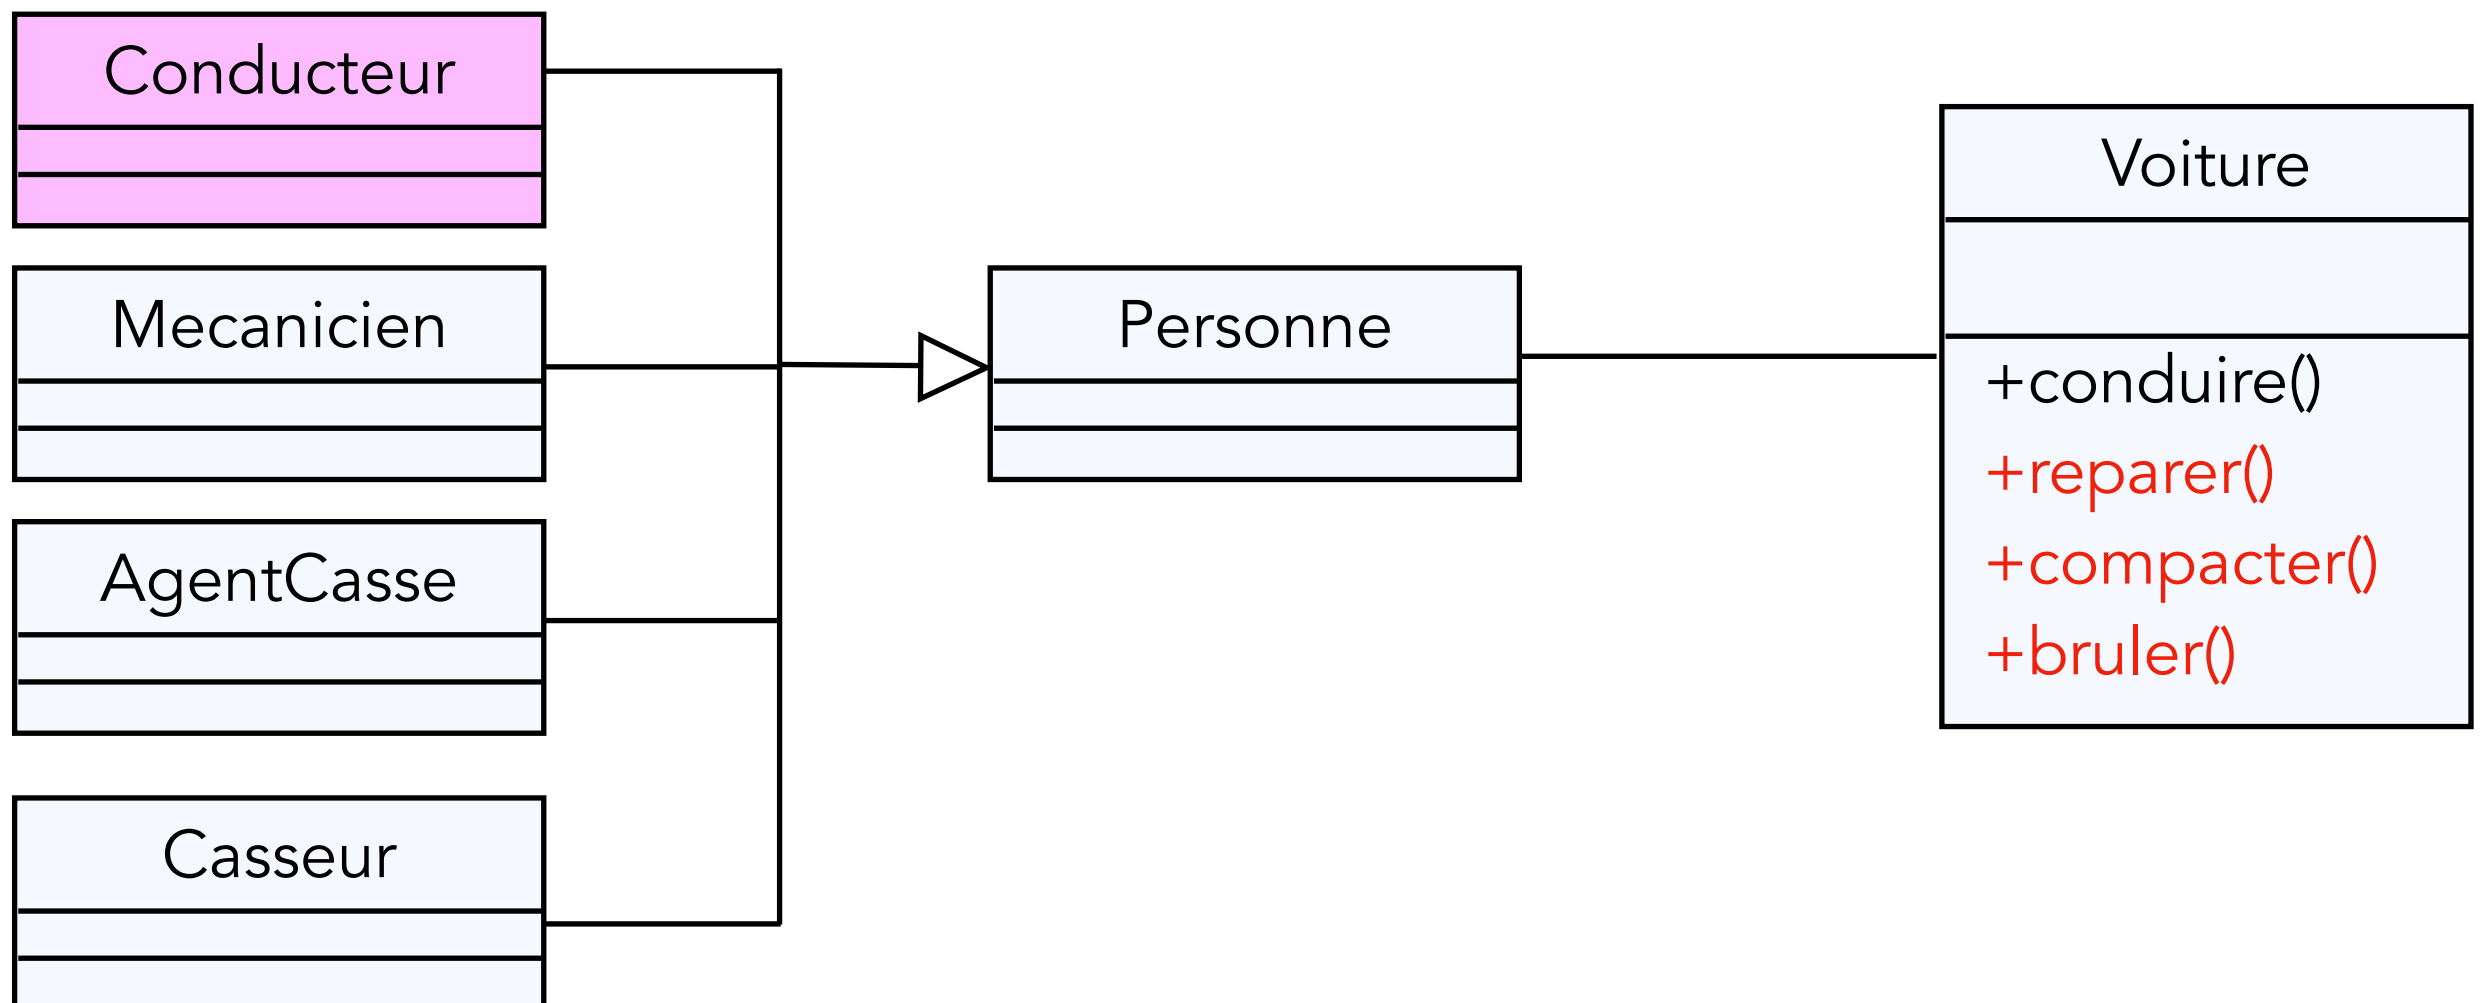 Conducteur
Mecanicien
AgentCasse
Casseur
Personne
Voiture
+conduire()
+reparer()
+compacter()
+bruler()